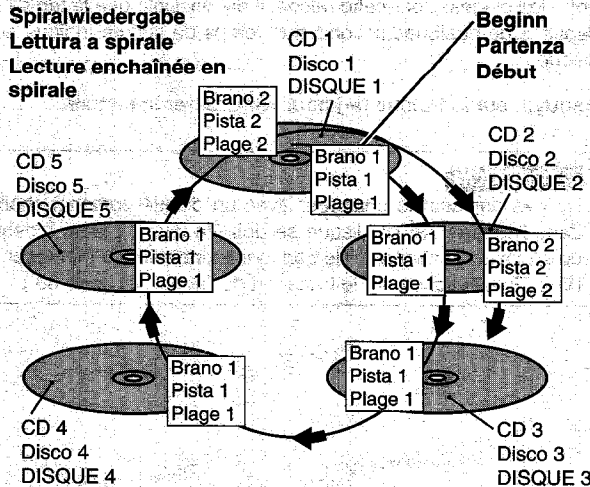 Spiralwiedergabe
Lettura a spirale
Lecture enchaînée en
spirale
Beginn
Partenza
Début
CD 1
Disco 1
DISQUE 1
Brano 2
Pista 2
Plage 2
Brano 1
Pista 1
Plage 1
CD 2
Disco 2
DISQUE 2
CD 5
Disco 5
DISQUE 5
Brano 1
Pista 1
Plage 1
Brano 1
Pista 1
Plage 1
Brano 2
Pista 2
Plage 2
Brano 1
Pista 1
Plage 1
Brano 1
Pista 1
Plage 1
CD 4
Disco 4
DISQUE 4
CD 3
Disco 3
DISQUE 3